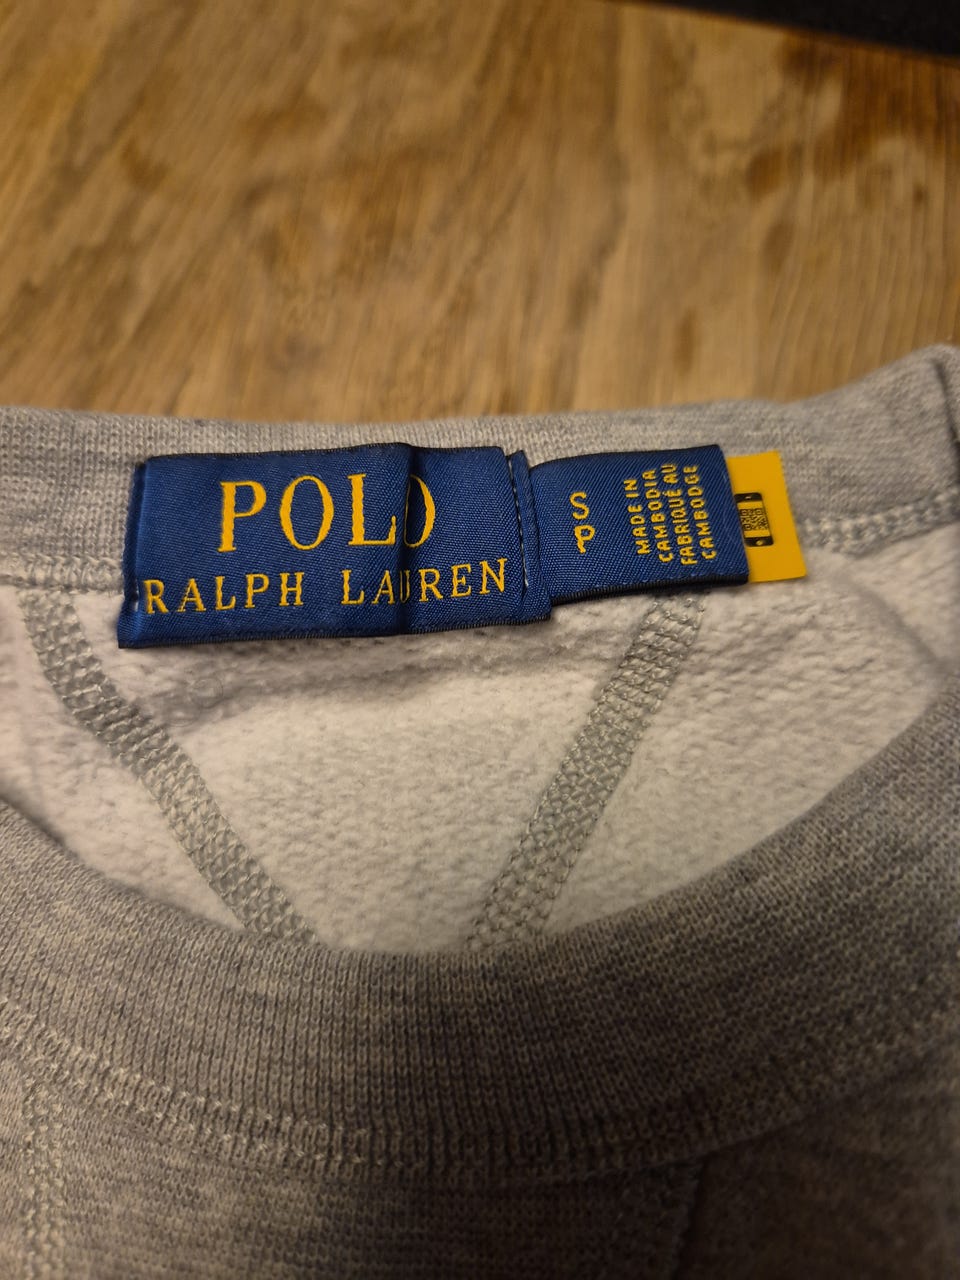 POLO
RALPH LAUREN
S
P
MADE IN
CAMBODIA
FABRIQUÉ AU
CAMBODGE